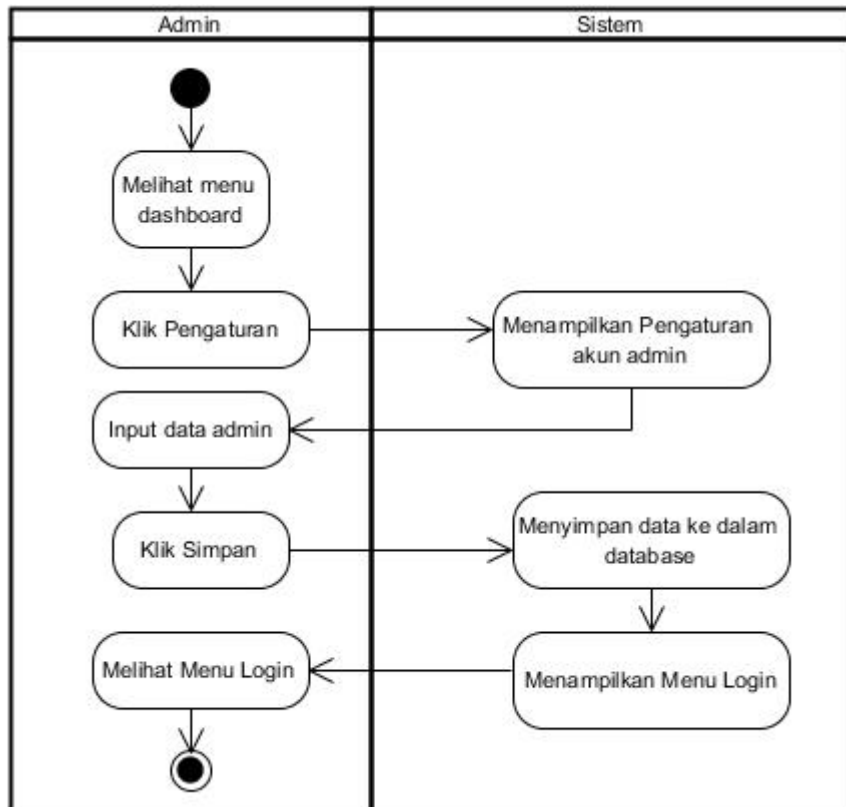 Admin
Sistem
Melihat menu
dashboard
Klik Pengaturan
Menampilkan Pengaturan
akun admin
Input data admin
Klik Simpan
Menyimpan data ke dalam
database
Menampilkan Menu Login
Melihat Menu Login